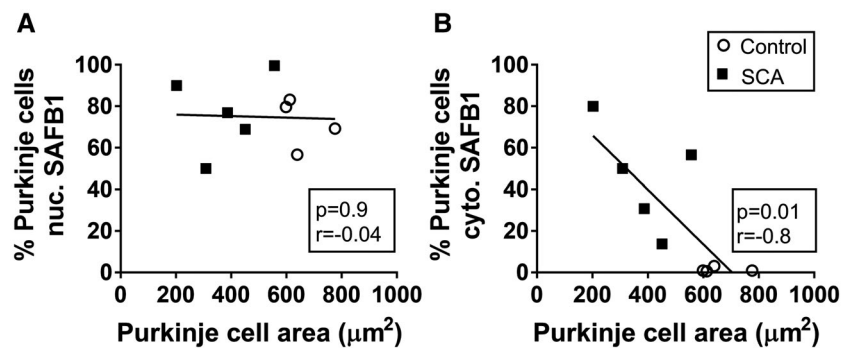 A
% Purkinje cells
nuc. SAFB1
100
80
60
40
20
0
p=0.9
r=-0.04
0 200 400 600 800 1000
Purkinje cell area (μm²)
B
% Purkinje cells
cyto. SAFB1
100
80
60
40
20
0
Control
SCA
p=0.01
r=-0.8
0 200 400 600 800 1000
Purkinje cell area (μm²)